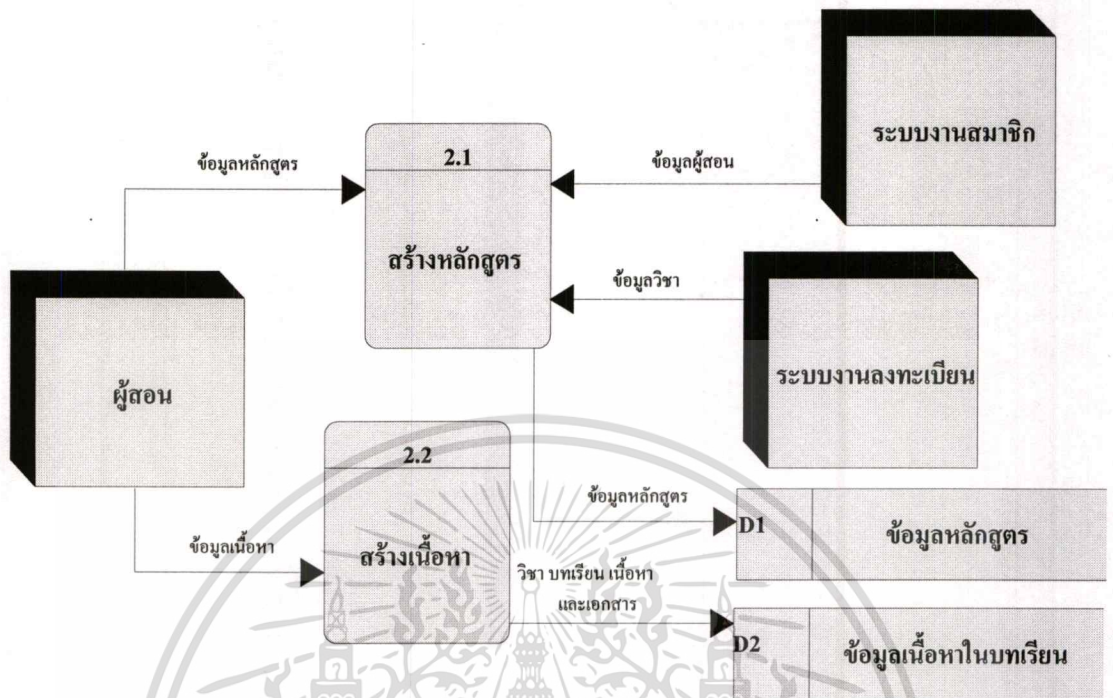 ระบบงานสมาชิก
2.1
ข้อมูลหลักสูตร
ข้อมูลผู้สอน
สร้างหลักสูตร
ข้อมูลวิชา
ระบบงานลงทะเบียน
ผู้สอน
2.2
ข้อมูลหลักสูตร
D1
ข้อมูลหลักสูตร
ข้อมูลเนื้อหา
สร้างเนื้อหา
วิชา บทเรียน เนื้อหา
และเอกสาร
D2
ข้อมูลเนื้อหาในบทเรียน